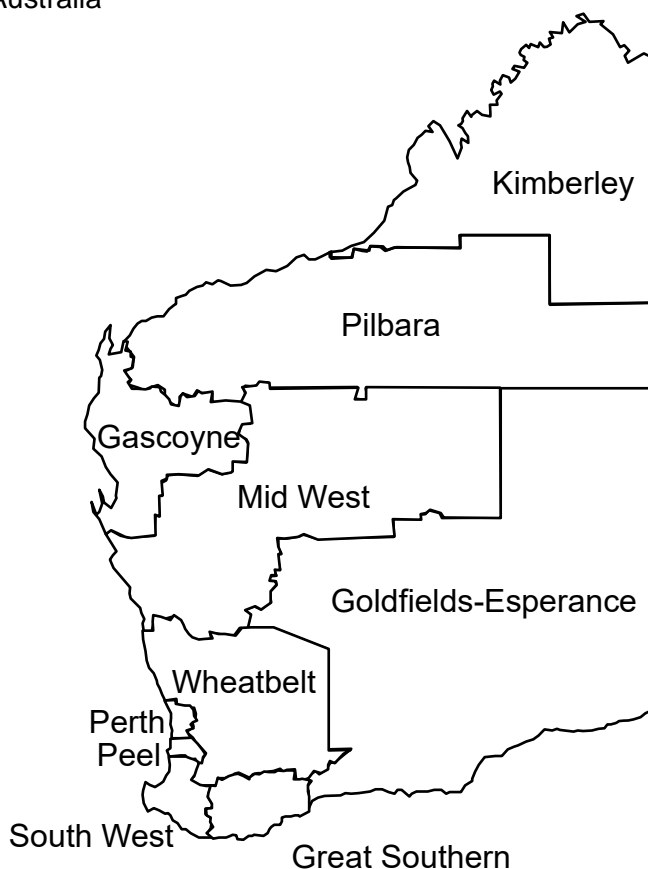 Australia
Kimberley
Pilbara
Gascoyne
Mid West
Goldfields-Esperance
Wheatbelt
Perth
Peel
South West
Great Southern